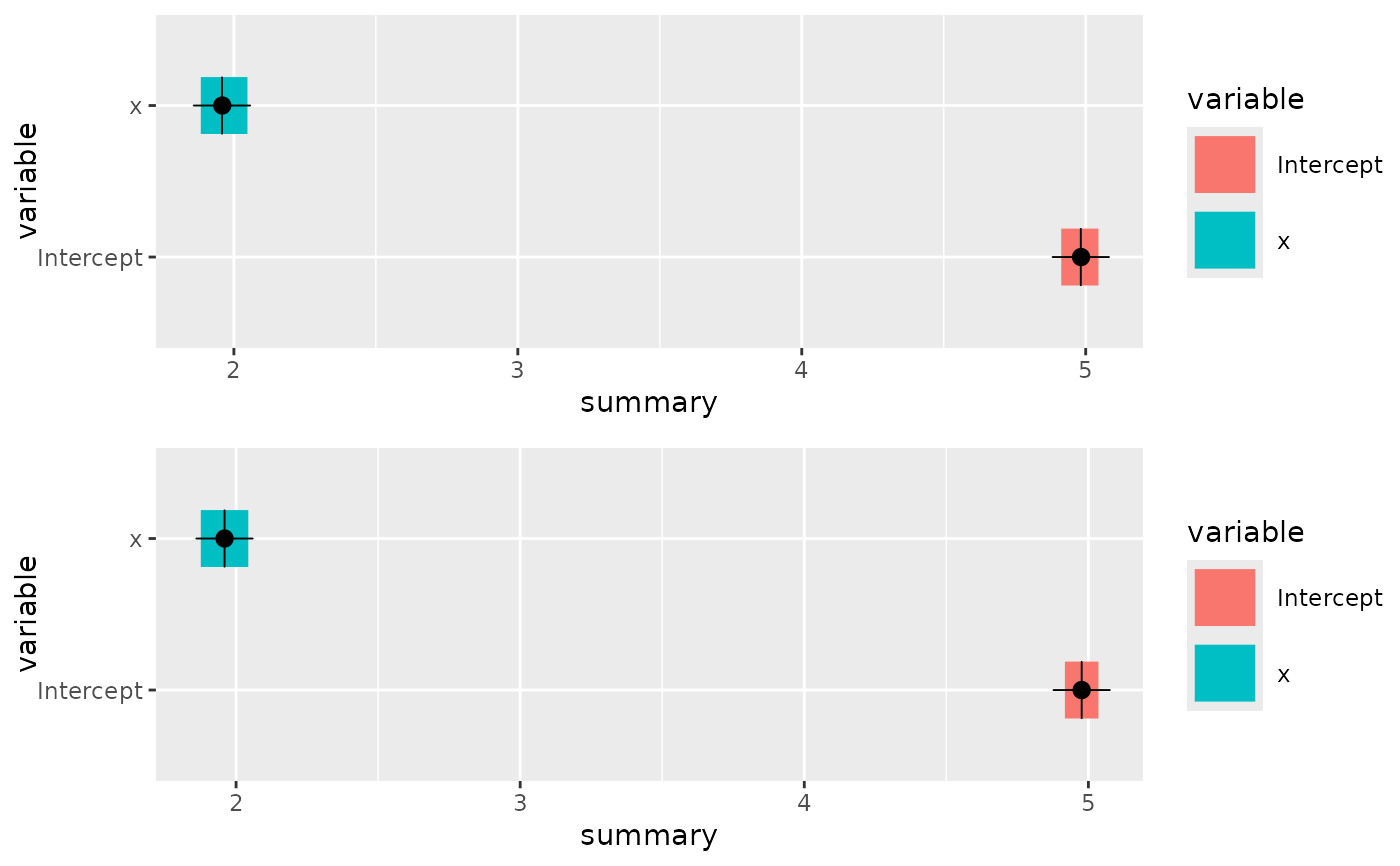 variable
x
Intercept
2 3 4 5
summary
variable
Intercept
x
variable
x
Intercept
2 3 4 5
summary
variable
Intercept
x